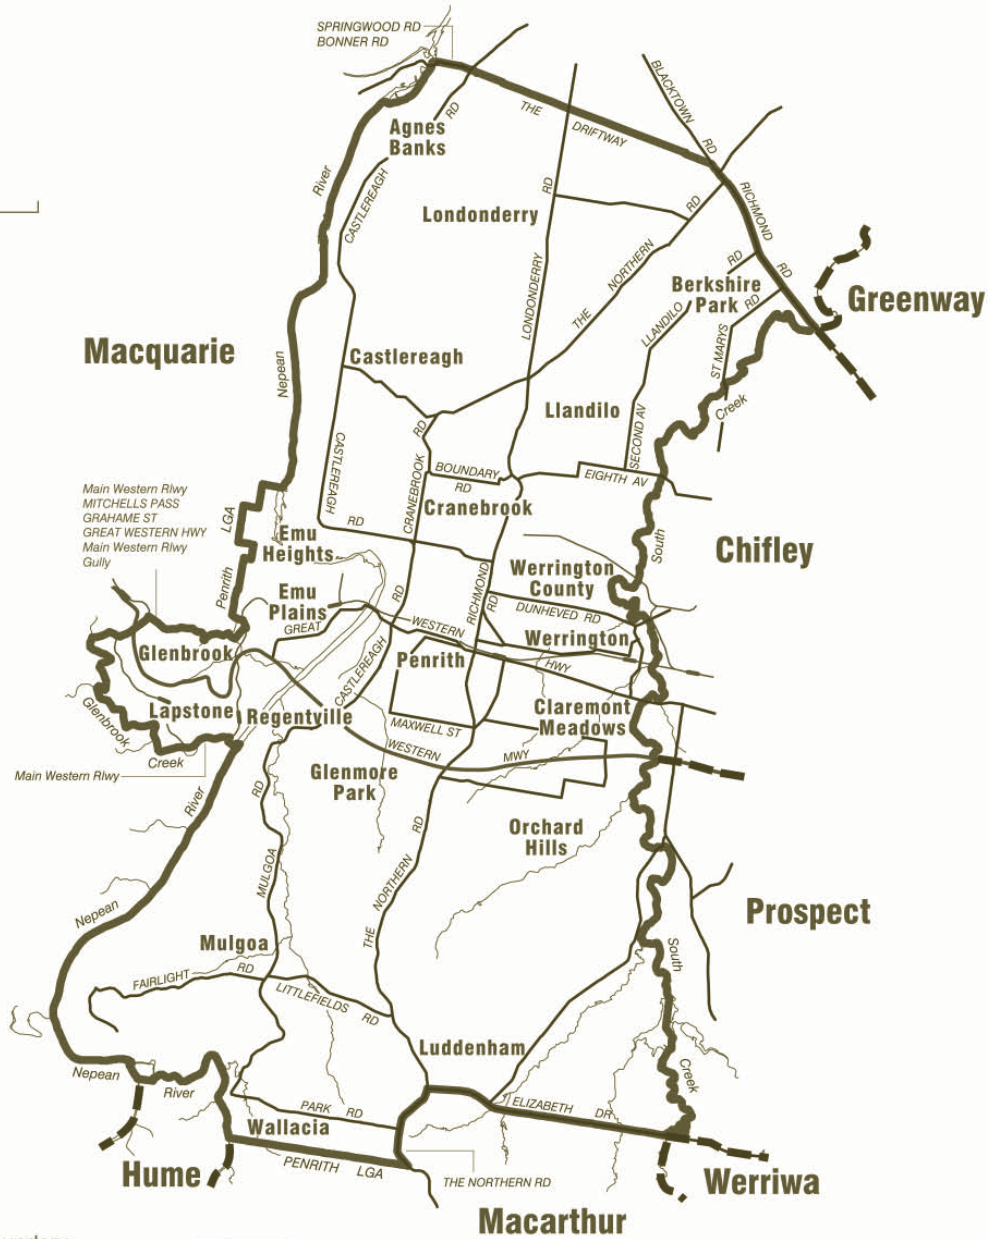 SPRINGWOOD RD
BONNER RD
BLACKTOWN RD
THE DRIFTWAY
RD
Agnes
Banks
River
CASTLEREAGH
RD
RD
RICHMOND RD
Londonderry
NORTHERN
RD
Berkshire
Park
RD
Greenway
LONDONDERRY
THE
LLANDILO
ST MARYS
Macquarie
Castlereagh
Nepean
Llandilo
Creek
SECOND AV
CASTLEREAGH
RD
CRANEBROOK
BOUNDARY
RD
EIGHTH AV
Cranebrook
Main Western Rlwy
MITCHELLS PASS
GRAHAME ST
GREAT WESTERN HWY
Main Western Rlwy
Gully
LGA
Penrith
RD
Emu
Heights
South
Chifley
Werrington
County
RICHMOND
RD
RD
Emu
Plains
DUNHEVED RD
GREAT
WESTERN
Werrington
HWY
Glenbrook
Penrith
CASTLEREAGH
Lapstone
Regentville
Claremont
Meadows
Glenbrook
Creek
MAXWELL ST
WESTERN
MWY
Main Western Rlwy
Glenmore
Park
River
RD
RD
Orchard
Hills
MULGOA
NORTHERN
THE
Nepean
Prospect
Mulgoa
South
FAIRLIGHT
RD
LITTLEFIELDS
RD
Luddenham
Nepean
River
Creek
PARK RD
ELIZABETH DR
Wallacia
PENRITH LGA
THE NORTHERN RD
Hume
Werriwa
Macarthur